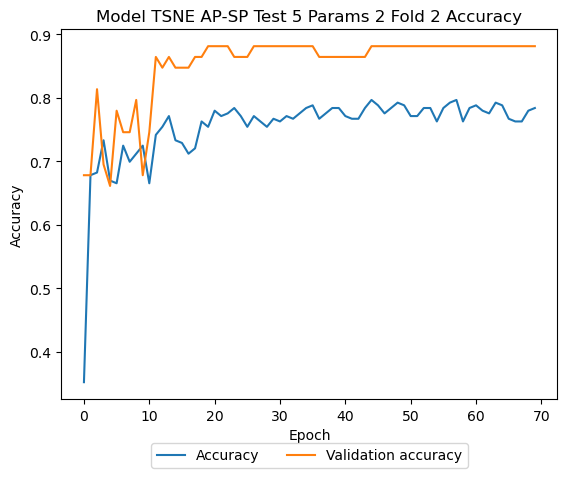 Model TSNE AP-SP Test 5 Params 2 Fold 2 Accuracy
0.9
0.8
0.7
0.6
0.5
0.4
Accuracy
0 10 20 30 40 50 60 70
Epoch
Accuracy Validation accuracy